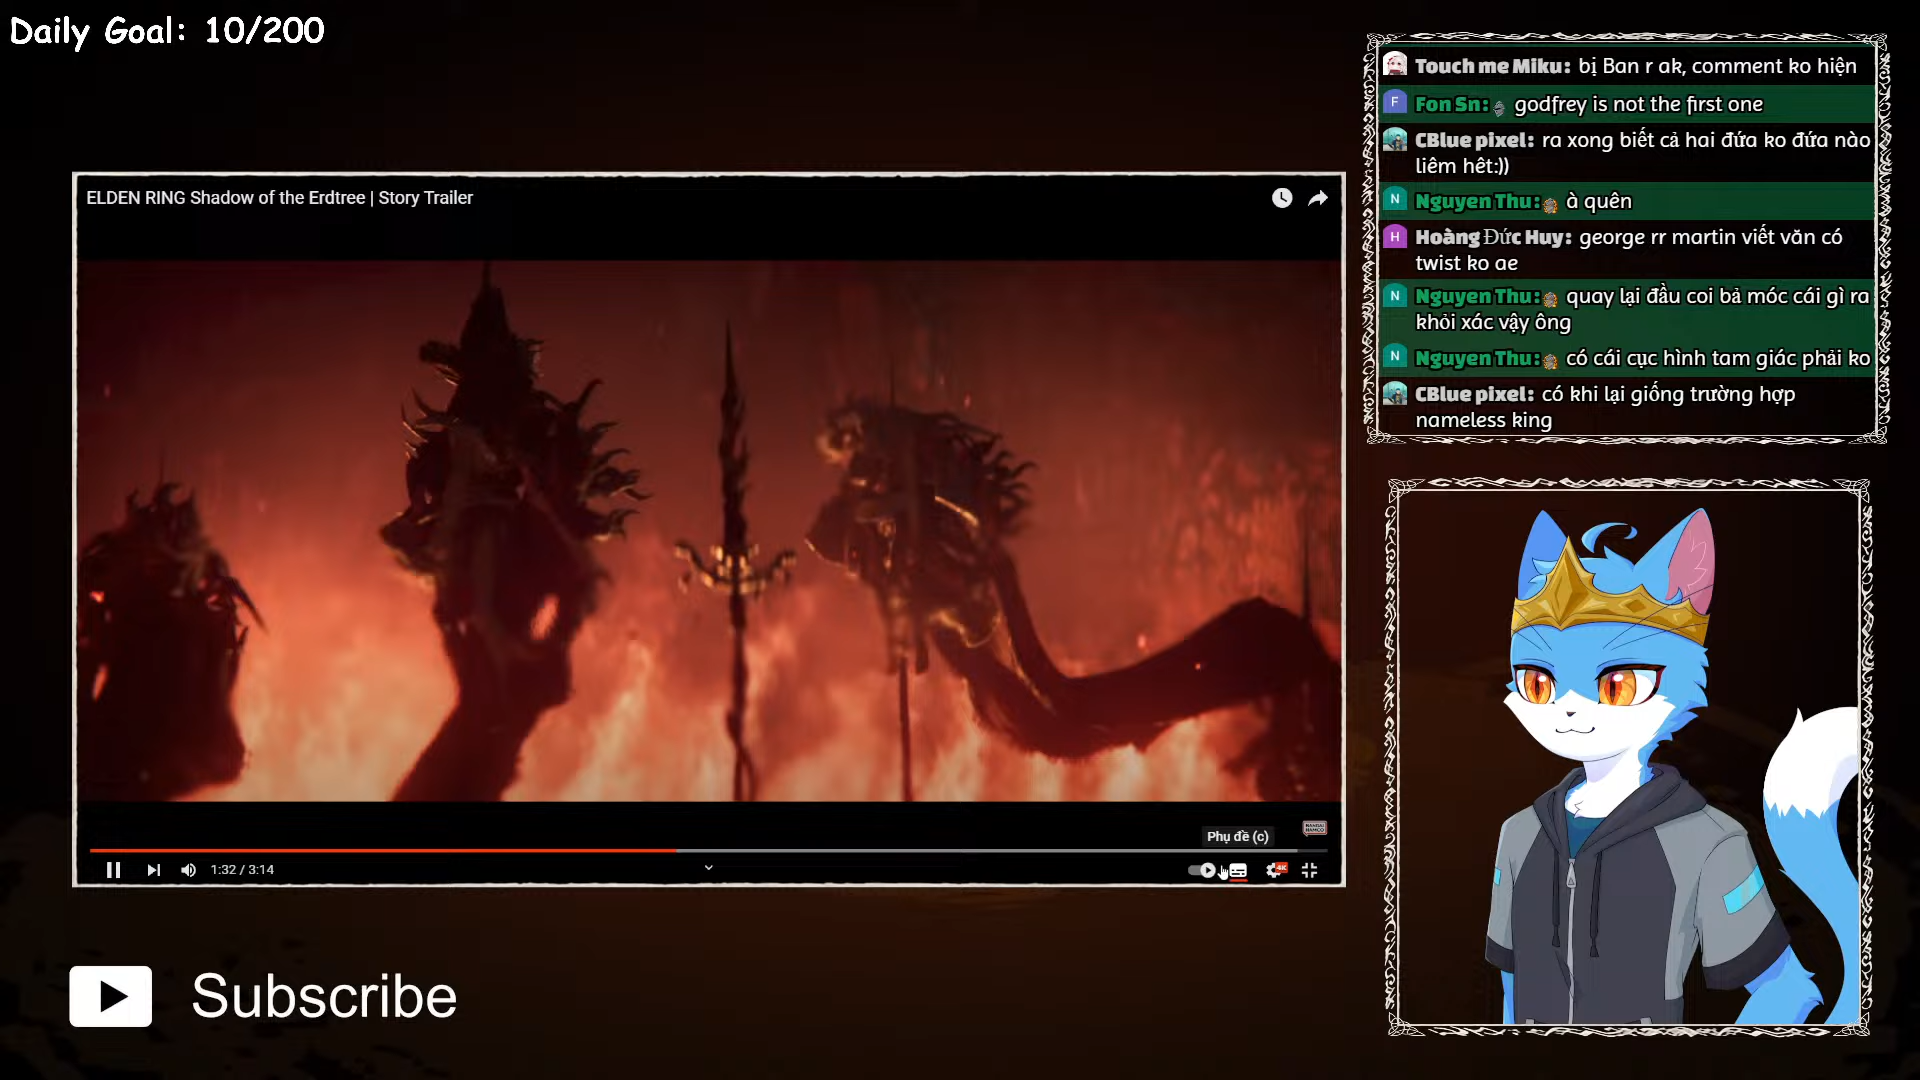 Daily Goal: 10/200
ELDEN RING Shadow of the Erdtree | Story Trailer
Phụ đề (c)
BANDAI
NAMCO
1:32 / 3:14
4K
Subscribe
Touch me Miku: bị Ban r ak, comment ko hiện
F
Fon Sn: godfrey is not the first one
CBlue pixel: ra xong biết cả hai đứa ko đứa nào
liêm hêt:))
N
Nguyen Thu: à quên
H
Hoàng Đức Huy: george rr martin viết văn có
twist ko ae
N
Nguyen Thu: quay lại đầu coi bả móc cái gì ra
khỏi xác vậy ông
N
Nguyen Thu: có cái cục hình tam giác phải ko
CBlue pixel: có khi lại giống trường hợp
nameless king